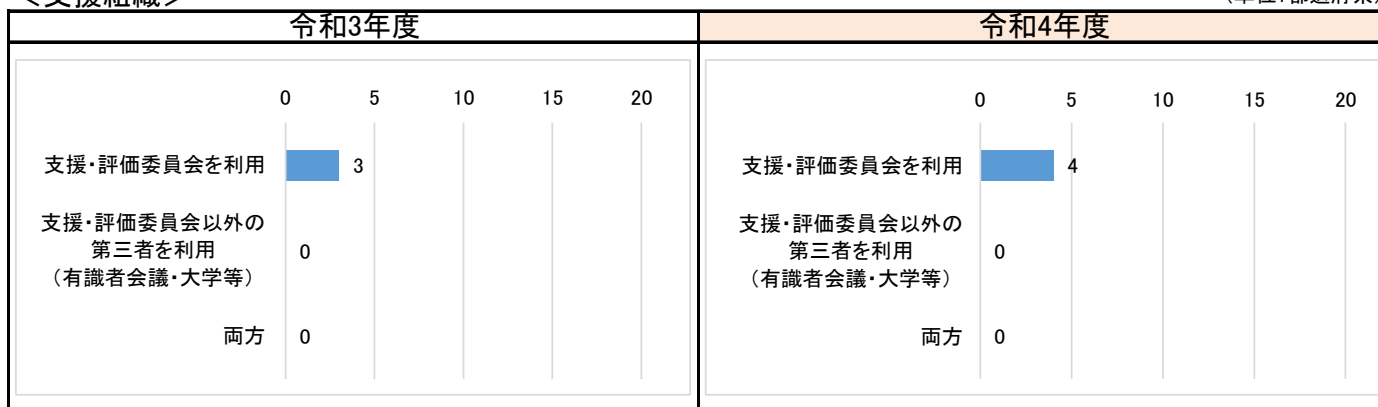 ＜支援組織＞
(単位:都道府県)
令和3年度
令和4年度
0 5 10 15 20
支援・評価委員会を利用 3
支援・評価委員会以外の
第三者を利用
（有識者会議・大学等） 0
両方 0
0 5 10 15 20
支援・評価委員会を利用 4
支援・評価委員会以外の
第三者を利用
（有識者会議・大学等） 0
両方 0